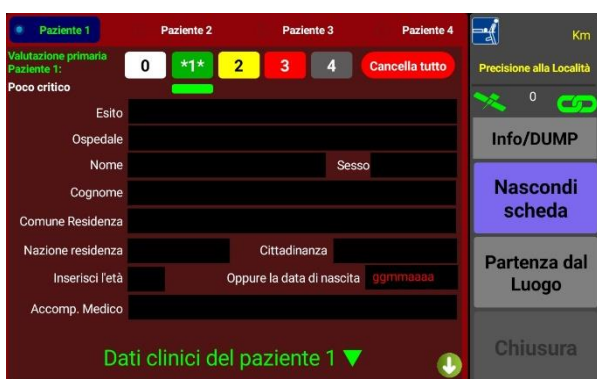 Paziente 1 Paziente 2 Paziente 3 Paziente 4
Km
Valutazione primaria
Paziente 1:
0 *1* 2 3 4 Cancella tutto
Precisione alla Località
Poco critico
0
Esito
Info/DUMP
Ospedale
Nome Sesso
Nascondi
scheda
Cognome
Comune Residenza
Nazione residenza Cittadinanza
Partenza dal
Luogo
Inserisci l'età Oppure la data di nascita ggmmaaaa
Accomp. Medico
Dati clinici del paziente 1 ▼
Chiusura